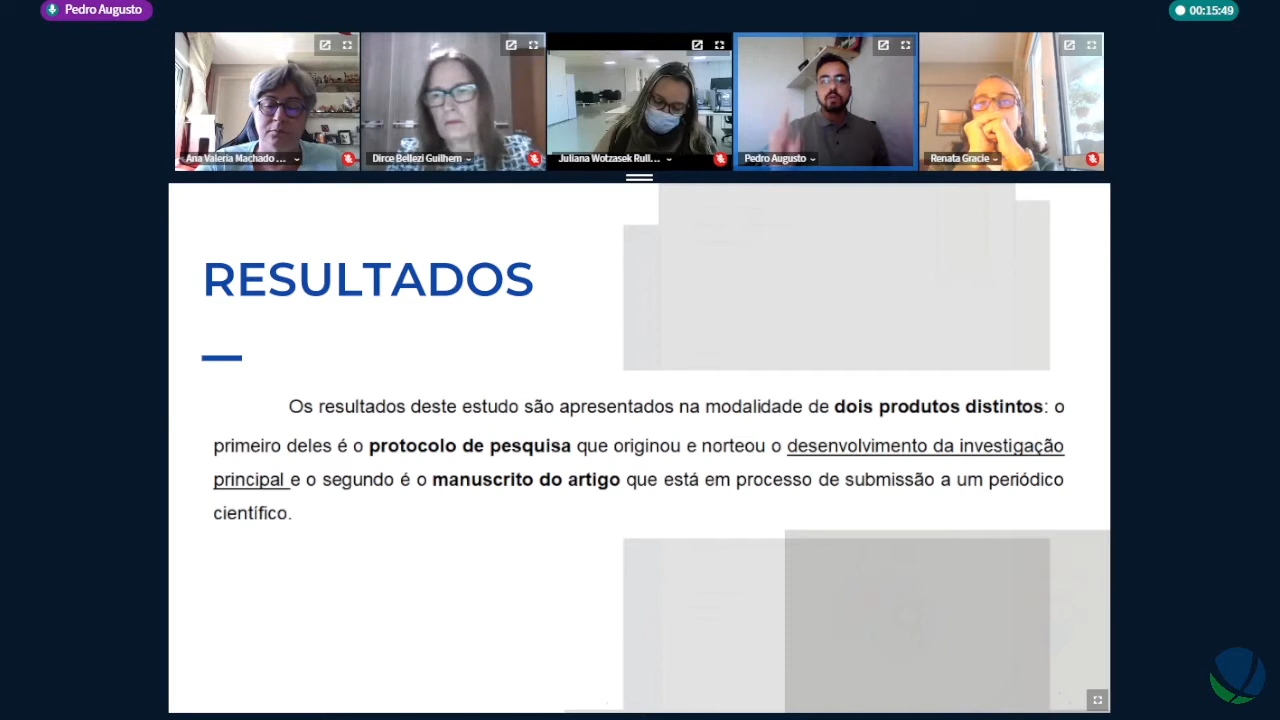 Pedro Augusto
00:15:49
Ana Valeria Machado ...
Dirce Bellezi Guilhem
Juliana Wotzasek Rull...
Pedro Augusto
Renata Gracie
RESULTADOS
Os resultados deste estudo são apresentados na modalidade de dois produtos distintos: o
primeiro deles é o protocolo de pesquisa que originou e norteou o desenvolvimento da investigação
principal e o segundo é o manuscrito do artigo que está em processo de submissão a um periódico
científico.